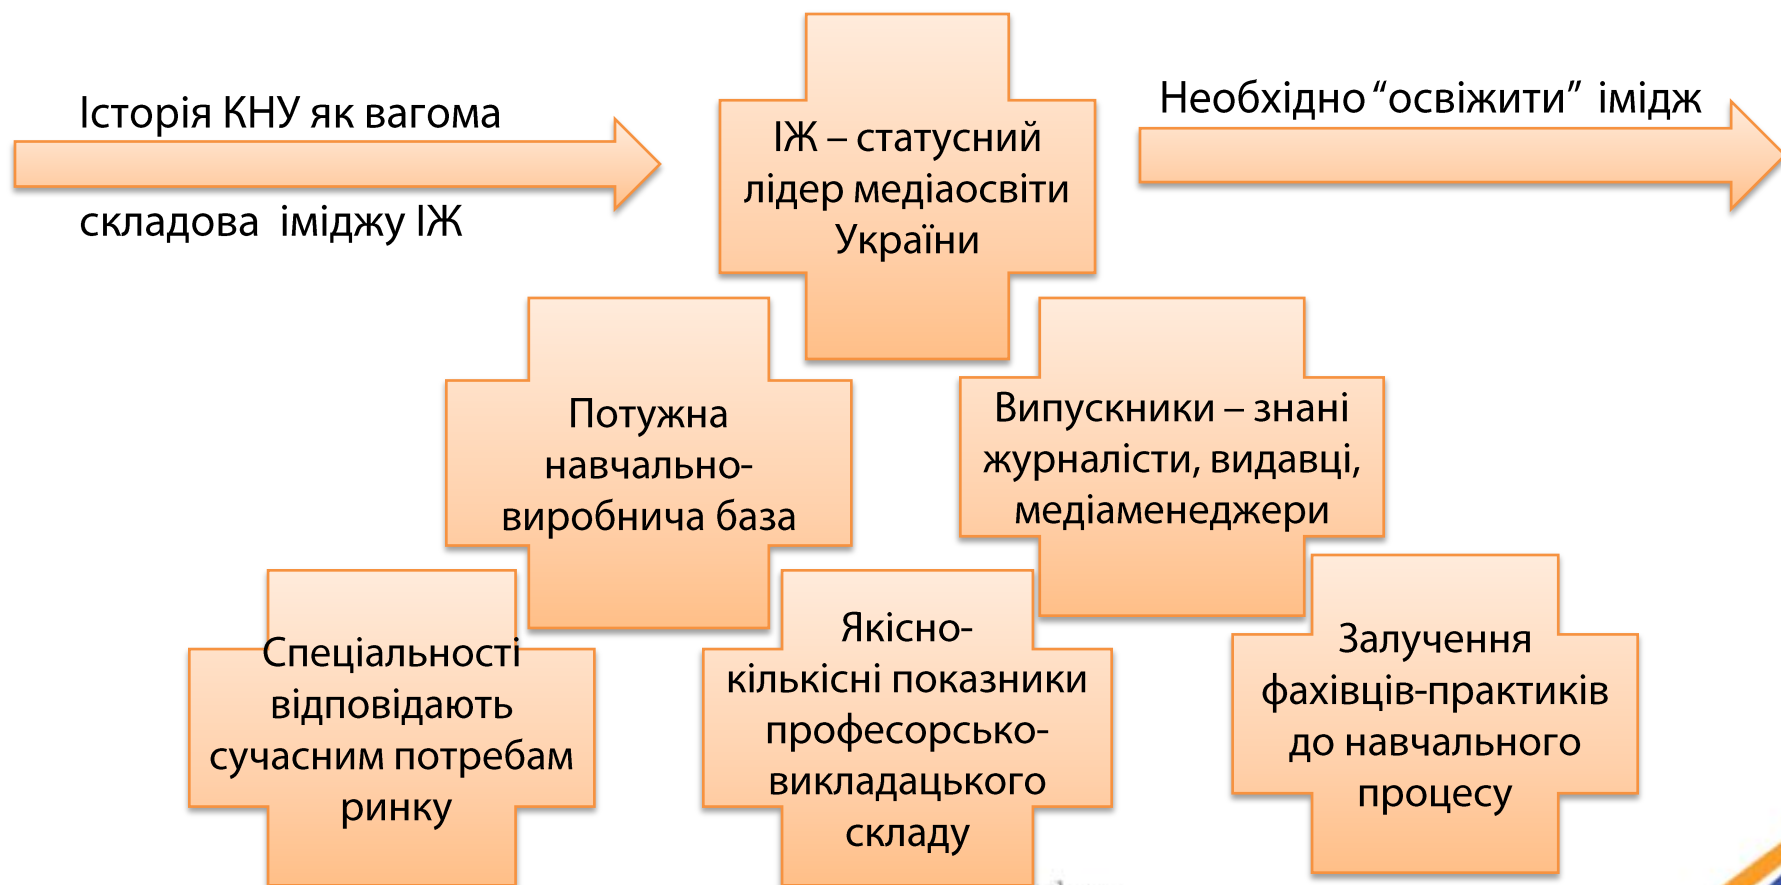 Історія КНУ як вагома
складова іміджу ІЖ
ІЖ – статусний
лідер медіаосвіти
України
Необхідно “освіжити” імідж
Потужна
навчально-
виробнича база
Випускники – знані
журналісти, видавці,
медіаменеджери
Спеціальності
відповідають
сучасним потребам
ринку
Якісно-
кількісні показники
професорсько-
викладацького
складу
Залучення
фахівців-практиків
до навчального
процесу